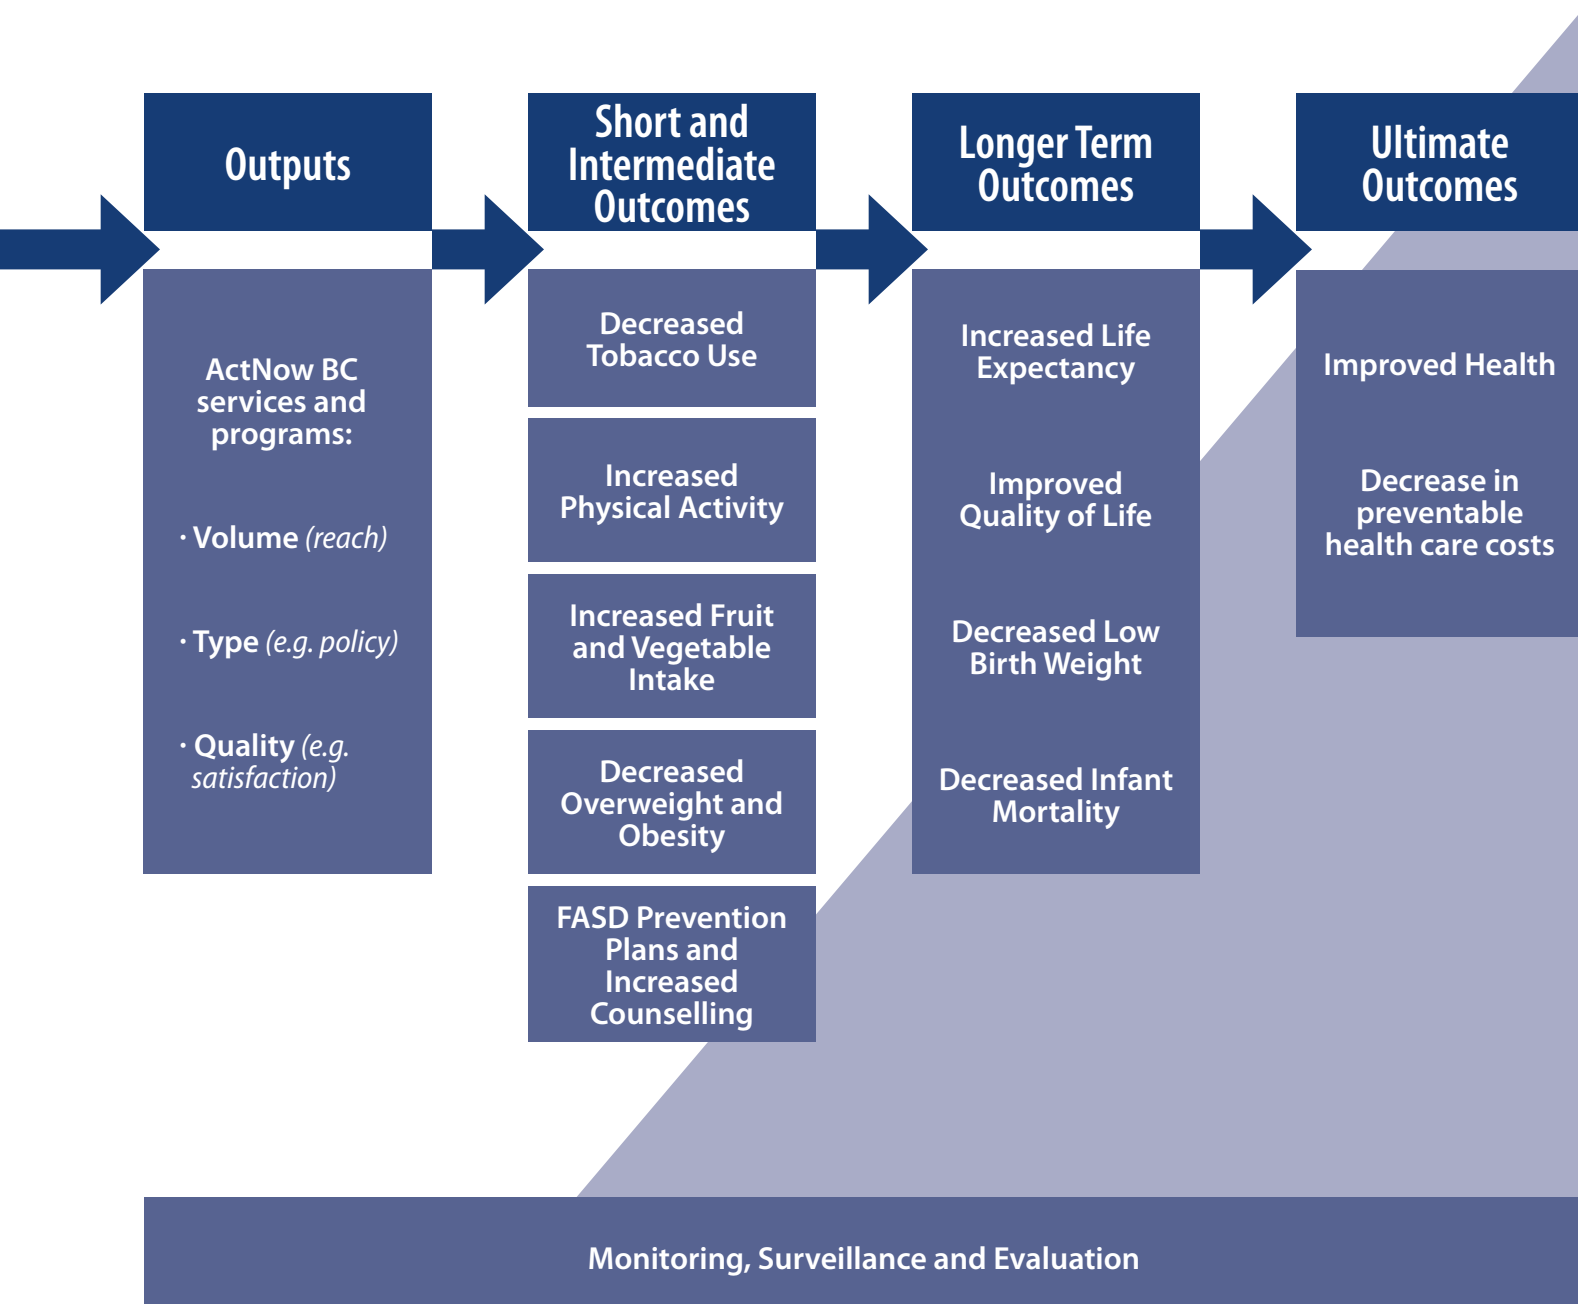 Outputs
ActNow BC
services and
programs:
· Volume (reach)
· Type (e.g. policy)
· Quality (e.g.
satisfaction)
Short and
Intermediate
Outcomes
Decreased
Tobacco Use
Increased
Physical Activity
Increased Fruit
and Vegetable
Intake
Decreased
Overweight and
Obesity
FASD Prevention
Plans and
Increased
Counselling
Longer Term
Outcomes
Increased Life
Expectancy
Improved
Quality of Life
Decreased Low
Birth Weight
Decreased Infant
Mortality
Ultimate
Outcomes
Improved Health
Decrease in
preventable
health care costs
Monitoring, Surveillance and Evaluation